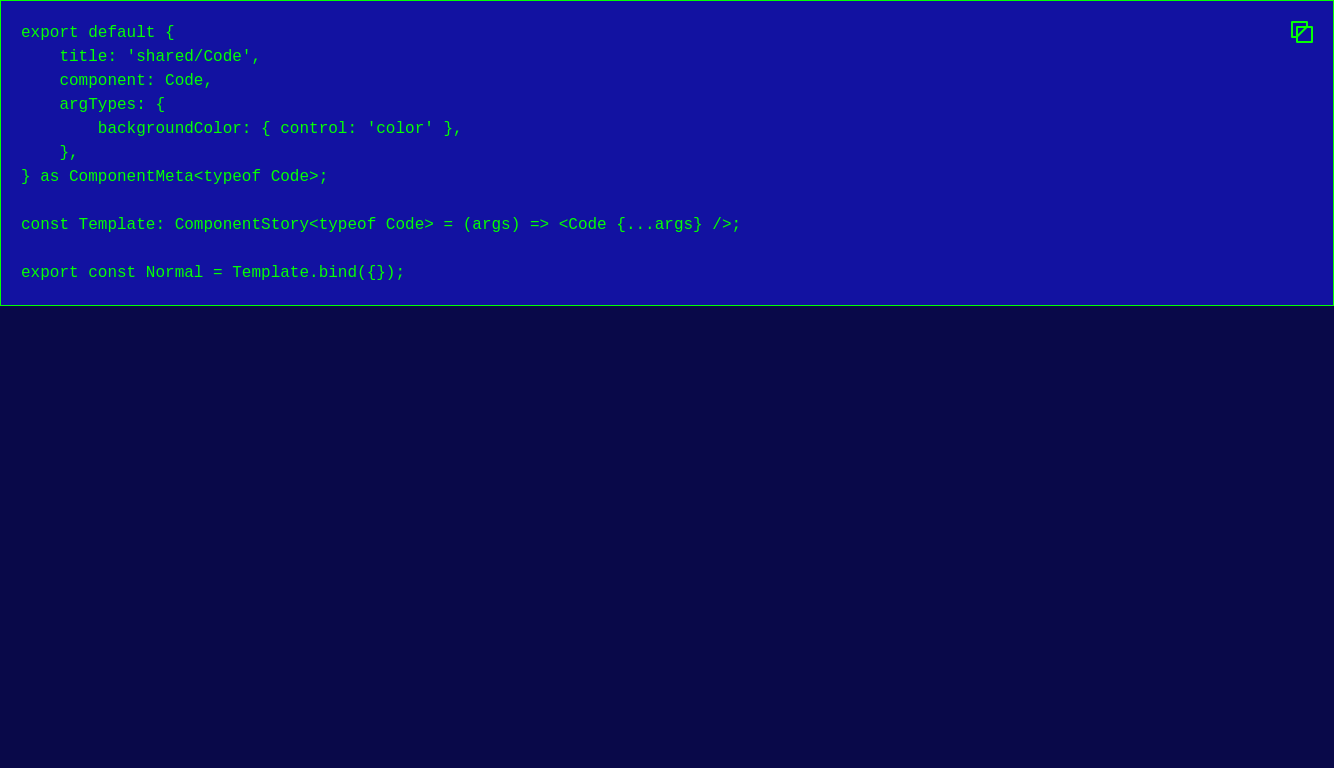 export default {
    title: 'shared/Code',
    component: Code,
    argTypes: {
        backgroundColor: { control: 'color' },
    },
} as ComponentMeta<typeof Code>;

const Template: ComponentStory<typeof Code> = (args) => <Code {...args} />;

export const Normal = Template.bind({});